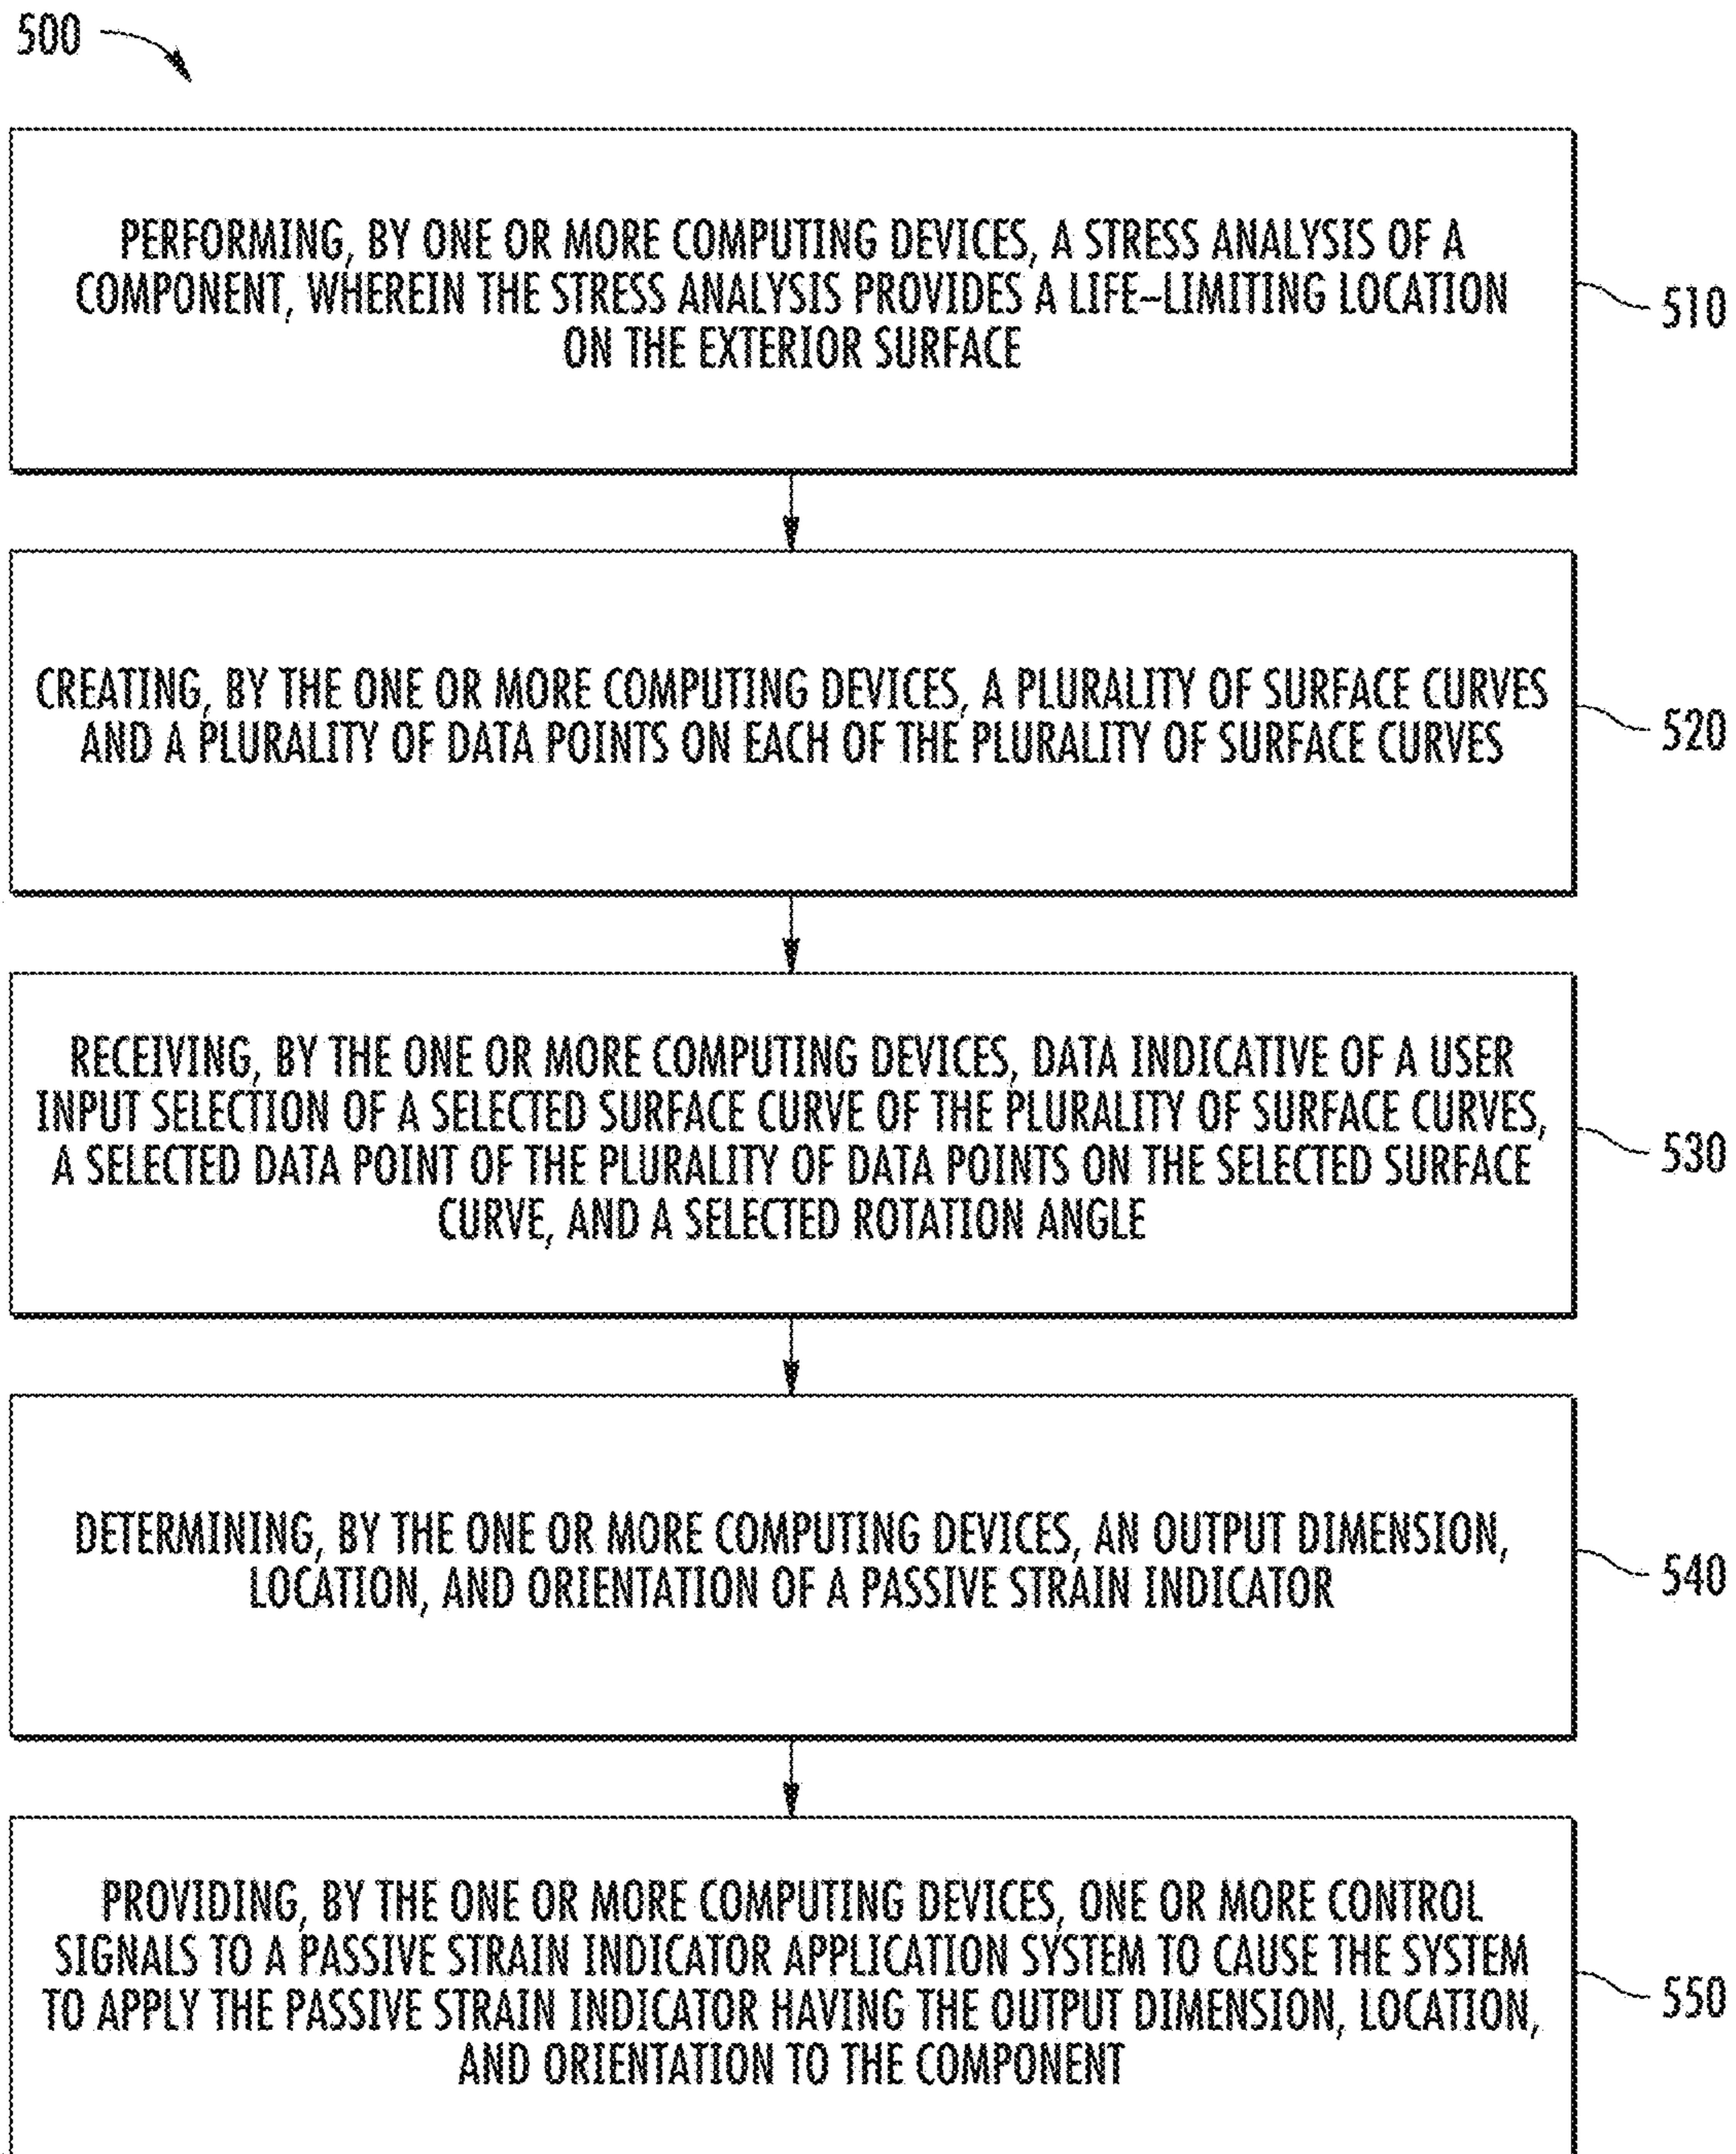 500
PERFORMING, BY ONE OR MORE COMPUTING DEVICES, A STRESS ANALYSIS OF A
COMPONENT, WHEREIN THE STRESS ANALYSIS PROVIDES A LIFE-LIMITING LOCATION
ON THE EXTERIOR SURFACE
510
CREATING, BY THE ONE OR MORE COMPUTING DEVICES, A PLURALITY OF SURFACE CURVES
AND A PLURALITY OF DATA POINTS ON EACH OF THE PLURALITY OF SURFACE CURVES
520
RECEIVING, BY THE ONE OR MORE COMPUTING DEVICES, DATA INDICATIVE OF A USER
INPUT SELECTION OF A SELECTED SURFACE CURVE OF THE PLURALITY OF SURFACE CURVES,
A SELECTED DATA POINT OF THE PLURALITY OF DATA POINTS ON THE SELECTED SURFACE
CURVE, AND A SELECTED ROTATION ANGLE
530
DETERMINING, BY THE ONE OR MORE COMPUTING DEVICES, AN OUTPUT DIMENSION,
LOCATION, AND ORIENTATION OF A PASSIVE STRAIN INDICATOR
540
PROVIDING, BY THE ONE OR MORE COMPUTING DEVICES, ONE OR MORE CONTROL
SIGNALS TO A PASSIVE STRAIN INDICATOR APPLICATION SYSTEM TO CAUSE THE SYSTEM
TO APPLY THE PASSIVE STRAIN INDICATOR HAVING THE OUTPUT DIMENSION, LOCATION,
AND ORIENTATION TO THE COMPONENT
550